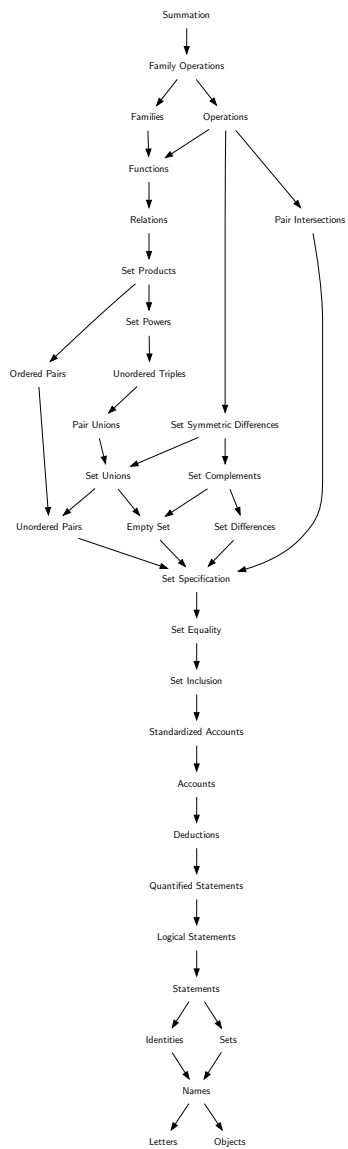 Summation
Family Operations
Families Operations
Functions
Relations Pair Intersections
Set Products
Set Powers
Ordered Pairs Unordered Triples
Pair Unions Set Symmetric Differences
Set Unions Set Complements
Unordered Pairs Empty Set Set Differences
Set Specification
Set Equality
Set Inclusion
Standardized Accounts
Accounts
Deductions
Quantified Statements
Logical Statements
Statements
Identities Sets
Names
Letters Objects